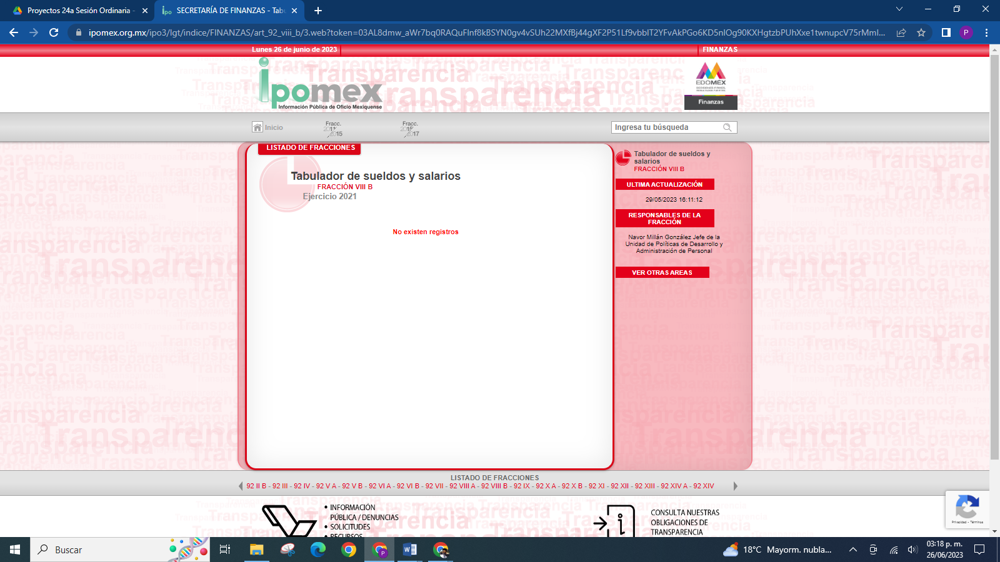 Proyectos 24a Sesión Ordinaria -
SECRETARÍA DE FINANZAS - Tabu
ipomex.org.mx/ipo3/lgt/indice/FINANZAS/art_92_viii_b/3.web?token=
Lunes 26 de junio de 2023
FINANZAS
ipomex
Información Pública de Oficio Mexiquense
EDOMÉX
DECISIONES FIRMES, RESULTADOS FUERTES
Finanzas
Inicio
Fracc.
2015
Fracc.
2017
Ingresa tu búsqueda
LISTADO DE FRACCIONES
Tabulador de sueldos y salarios
FRACCIÓN VIII B
Ejercicio 2021
No existen registros
Tabulador de sueldos y
salarios
FRACCIÓN VIII B
ULTIMA ACTUALIZACIÓN
29/05/2023 16:11:12
RESPONSABLES DE LA
FRACCIÓN
Navor Millán González Jefe de la
Unidad de Políticas de Desarrollo y
Administración de Personal
VER OTRAS AREAS
LISTADO DE FRACCIONES
92 II B - 92 III - 92 IV - 92 V A - 92 V B - 92 VI A - 92 VI B - 92 VII - 92 VIII A - 92 VIII B - 92 IX - 92 X A - 92 X B - 92 XI - 92 XII - 92 XIII - 92 XIV A - 92 XIV
• INFORMACIÓN
PÚBLICA / DENUNCIAS
• SOLICITUDES
• RECURSOS
CONSULTA NUESTRAS
OBLIGACIONES DE
TRANSPARENCIA
Privacidad - Términos
Buscar
18°C Mayorm. nubla...
03:18 p. m.
26/06/2023